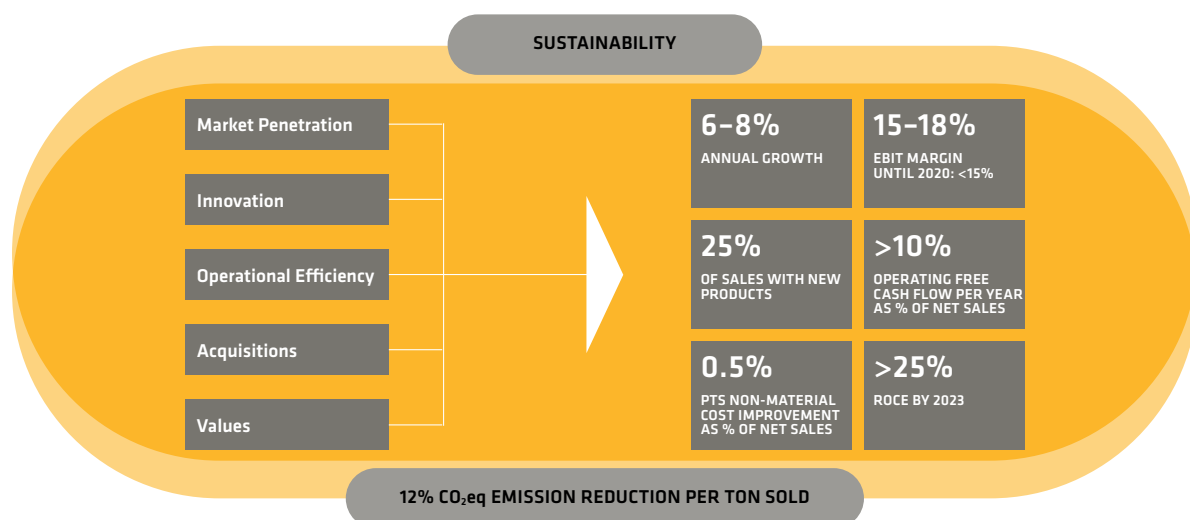 SUSTAINABILITY
Market Penetration
Innovation
Operational Efficiency
Acquisitions
Values
6–8%
ANNUAL GROWTH
15–18%
EBIT MARGIN
UNTIL 2020: <15%
25%
OF SALES WITH NEW
PRODUCTS
>10%
OPERATING FREE
CASH FLOW PER YEAR
AS % OF NET SALES
0.5%
PTS NON-MATERIAL
COST IMPROVEMENT
AS % OF NET SALES
>25%
ROCE BY 2023
12% CO₂eq EMISSION REDUCTION PER TON SOLD